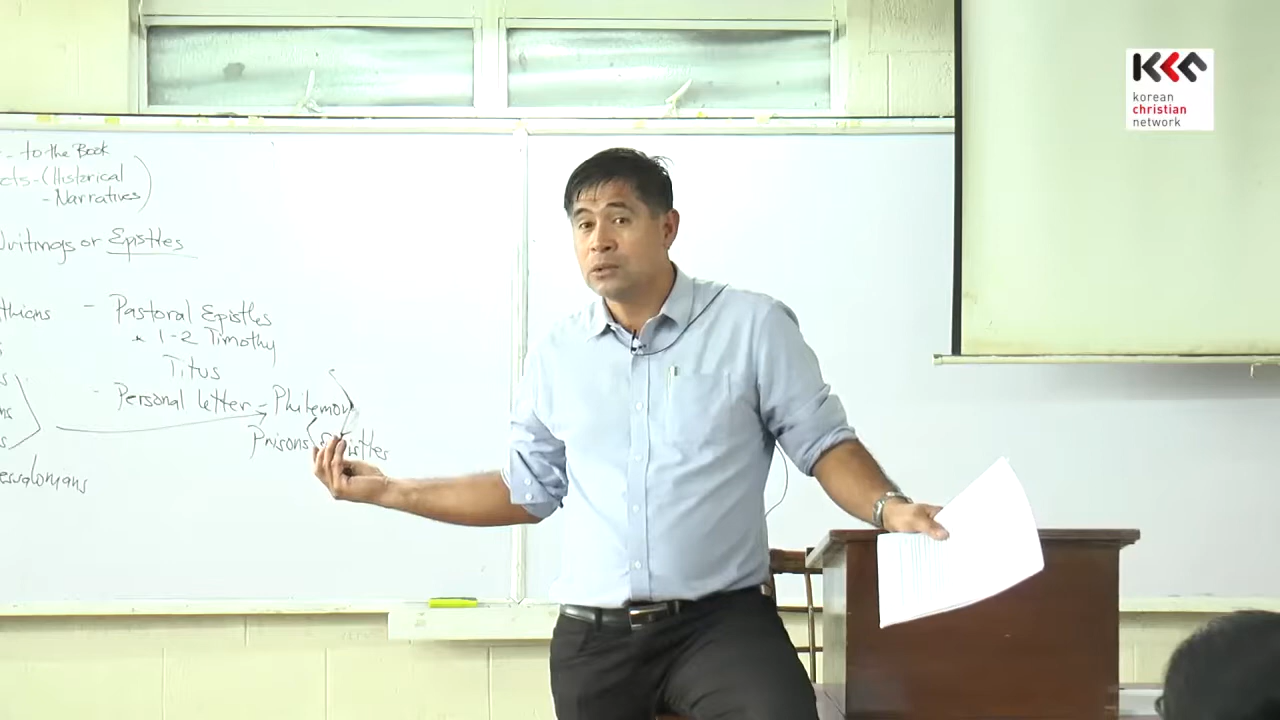 - to the Book
cls - (Historical
- Narratives)
Writings or Epistles
thians
- Pastoral Epistles
1-2 Timothy
Titus
- Personal letter - Philemon
Prisons Epistles
essalonians
korean
christian
network